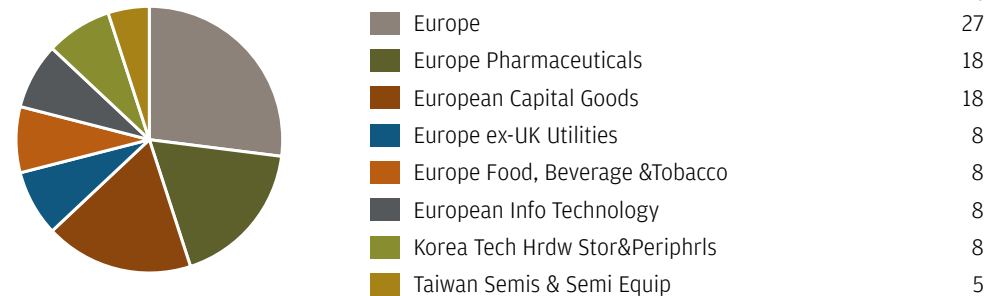 Europe 27
Europe Pharmaceuticals 18
European Capital Goods 18
Europe ex-UK Utilities 8
Europe Food, Beverage &Tobacco 8
European Info Technology 8
Korea Tech Hrdw Stor&Periphrls 8
Taiwan Semis & Semi Equip 5